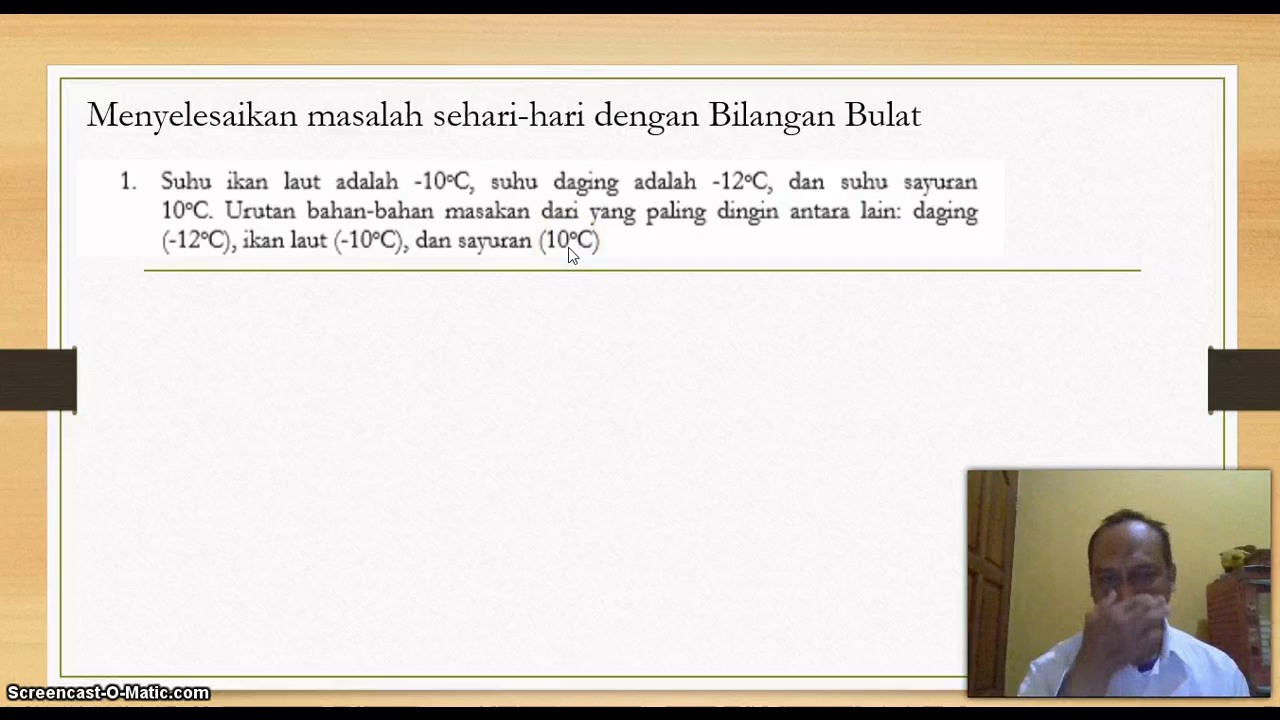 Menyelesaikan masalah sehari-hari dengan Bilangan Bulat
1. Suhu ikan laut adalah -10°C, suhu daging adalah -12°C, dan suhu sayuran
10°C. Urutan bahan-bahan masakan dari yang paling dingin antara lain: daging
(-12°C), ikan laut (-10°C), dan sayuran (10°C)
Screencast-O-Matic.com